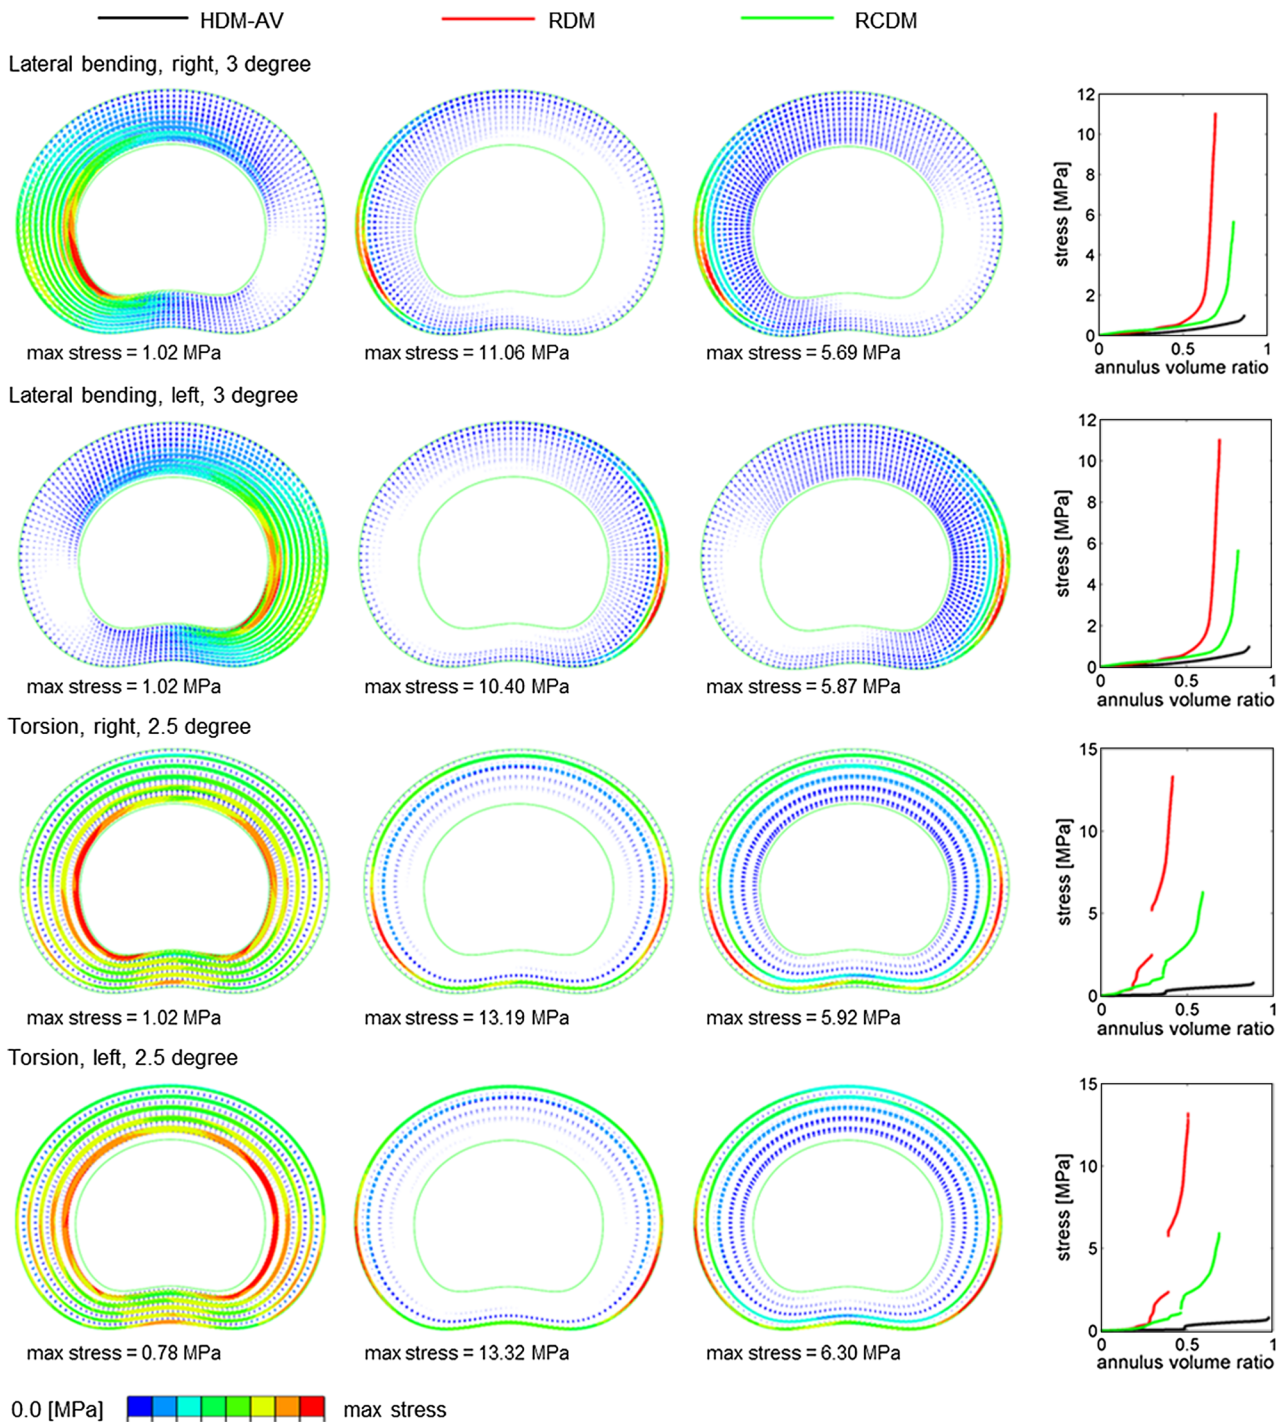 HDM-AV RDM RCDM
Lateral bending, right, 3 degree
max stress = 1.02 MPa max stress = 11.06 MPa max stress = 5.69 MPa
12
10
8
6
4
2
0
stress [MPa]
0 0.5 1
annulus volume ratio
Lateral bending, left, 3 degree
max stress = 1.02 MPa max stress = 10.40 MPa max stress = 5.87 MPa
12
10
8
6
4
2
0
stress [MPa]
0 0.5 1
annulus volume ratio
Torsion, right, 2.5 degree
max stress = 1.02 MPa max stress = 13.19 MPa max stress = 5.92 MPa
15
10
5
0
stress [MPa]
0 0.5 1
annulus volume ratio
Torsion, left, 2.5 degree
max stress = 0.78 MPa max stress = 13.32 MPa max stress = 6.30 MPa
15
10
5
0
stress [MPa]
0 0.5 1
annulus volume ratio
0.0 [MPa] max stress